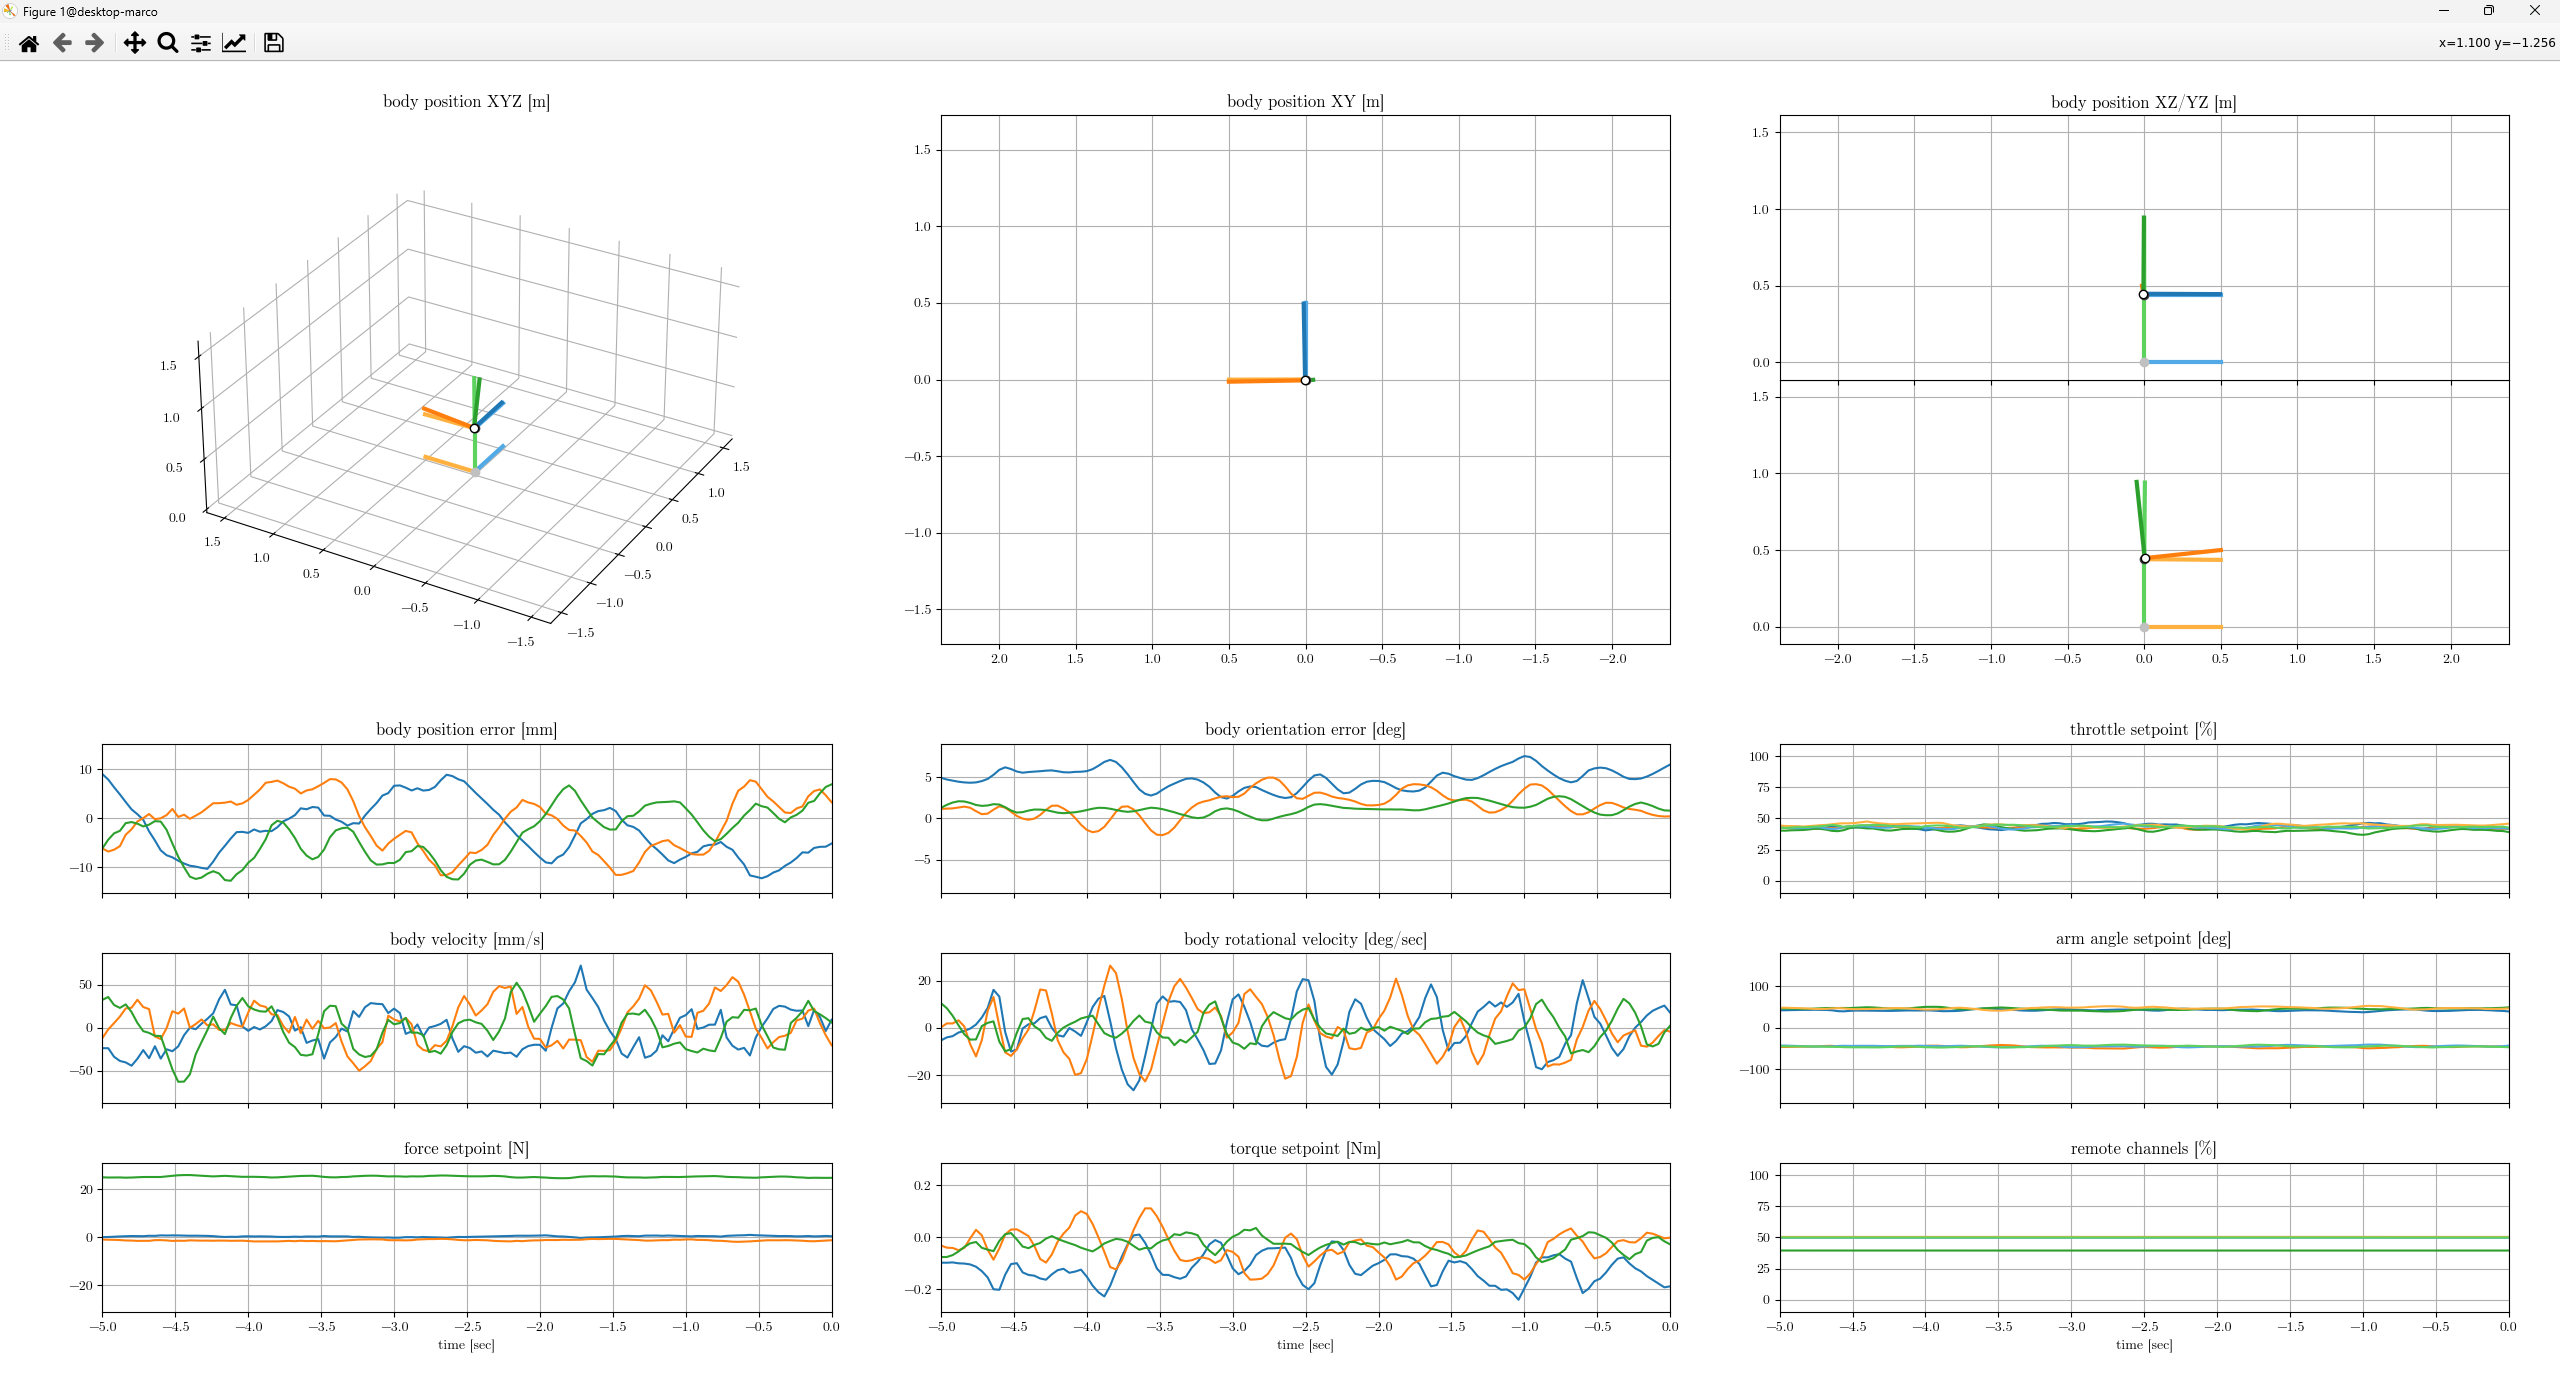 Figure 1@desktop-marco
x=1.100 y=−1.256
body position XYZ [m]
1.5
1.0
0.5
0.0
1.5
1.0
0.5
0.0
−0.5
−1.0
−1.5
1.5
1.0
0.5
0.0
−0.5
−1.0
−1.5
body position XY [m]
1.5
1.0
0.5
0.0
−0.5
−1.0
−1.5
2.0 1.5 1.0 0.5 0.0 −0.5 −1.0 −1.5 −2.0
body position XZ/YZ [m]
1.5
1.0
0.5
0.0
1.5
1.0
0.5
0.0
−2.0 −1.5 −1.0 −0.5 0.0 0.5 1.0 1.5 2.0
body position error [mm]
10
0
−10
body orientation error [deg]
5
0
−5
throttle setpoint [%]
100
75
50
25
0
body velocity [mm/s]
50
0
−50
body rotational velocity [deg/sec]
20
0
−20
arm angle setpoint [deg]
100
0
−100
force setpoint [N]
20
0
−20
−5.0 −4.5 −4.0 −3.5 −3.0 −2.5 −2.0 −1.5 −1.0 −0.5 0.0
time [sec]
torque setpoint [Nm]
0.2
0.0
−0.2
−5.0 −4.5 −4.0 −3.5 −3.0 −2.5 −2.0 −1.5 −1.0 −0.5 0.0
time [sec]
remote channels [%]
100
75
50
25
0
−5.0 −4.5 −4.0 −3.5 −3.0 −2.5 −2.0 −1.5 −1.0 −0.5 0.0
time [sec]